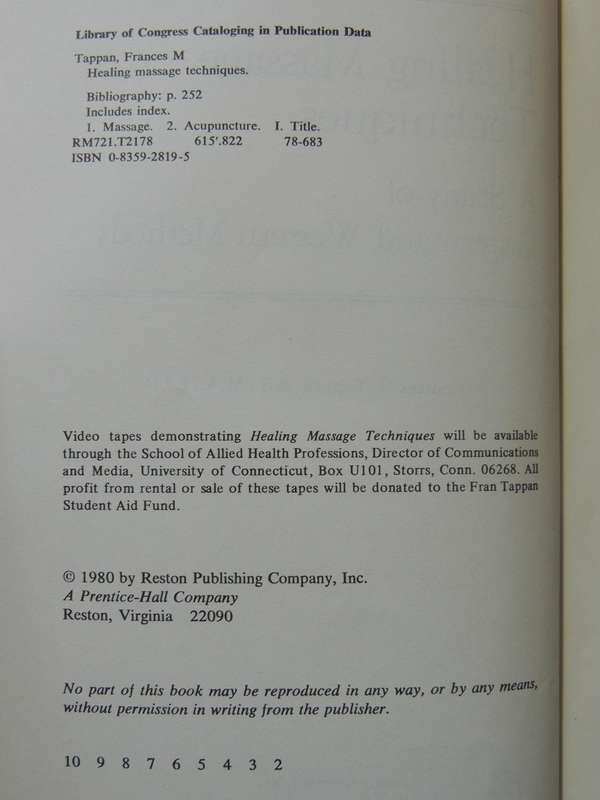 Library of Congress Cataloging in Publication Data
Tappan, Frances M
Healing massage techniques.
Bibliography: p. 252
Includes index.
1. Massage. 2. Acupuncture. I. Title.
RM721.T2178 615'.822 78-683
ISBN 0-8359-2819-5
Video tapes demonstrating Healing Massage Techniques will be available
through the School of Allied Health Professions, Director of Communications
and Media, University of Connecticut, Box U101, Storrs, Conn. 06268. All
profit from rental or sale of these tapes will be donated to the Fran Tappan
Student Aid Fund.
© 1980 by Reston Publishing Company, Inc.
A Prentice-Hall Company
Reston, Virginia 22090
No part of this book may be reproduced in any way, or by any means,
without permission in writing from the publisher.
10 9 8 7 6 5 4 3 2